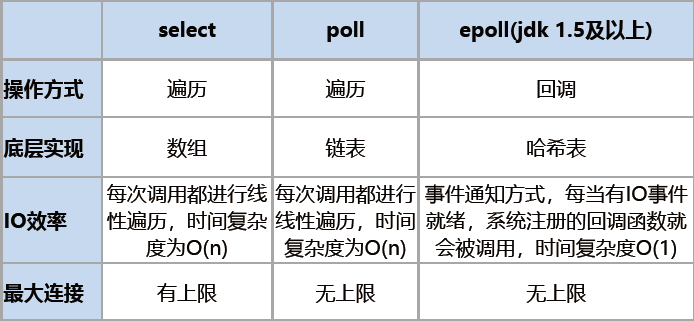 select poll epoll(jdk 1.5及以上)
操作方式 遍历 遍历 回调
底层实现 数组 链表 哈希表
IO效率 每次调用都进行线性遍历，时间复杂度为O(n) 每次调用都进行线性遍历，时间复杂度为O(n) 事件通知方式，每当有IO事件就绪，系统注册的回调函数就会被调用，时间复杂度O(1)
最大连接 有上限 无上限 无上限